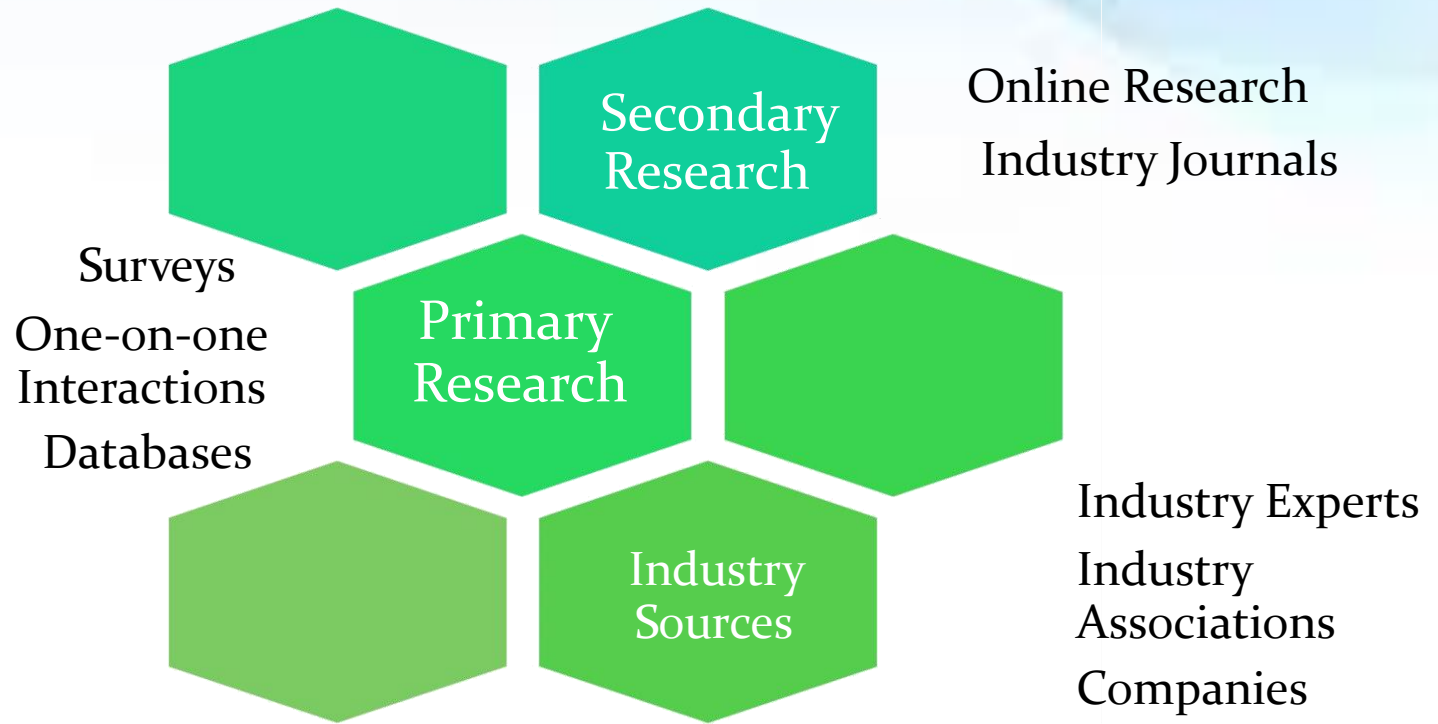 Secondary
Research
Online Research
Industry Journals
Surveys
One-on-one
Interactions
Databases
Primary
Research
Industry
Sources
Industry Experts
Industry
Associations
Companies